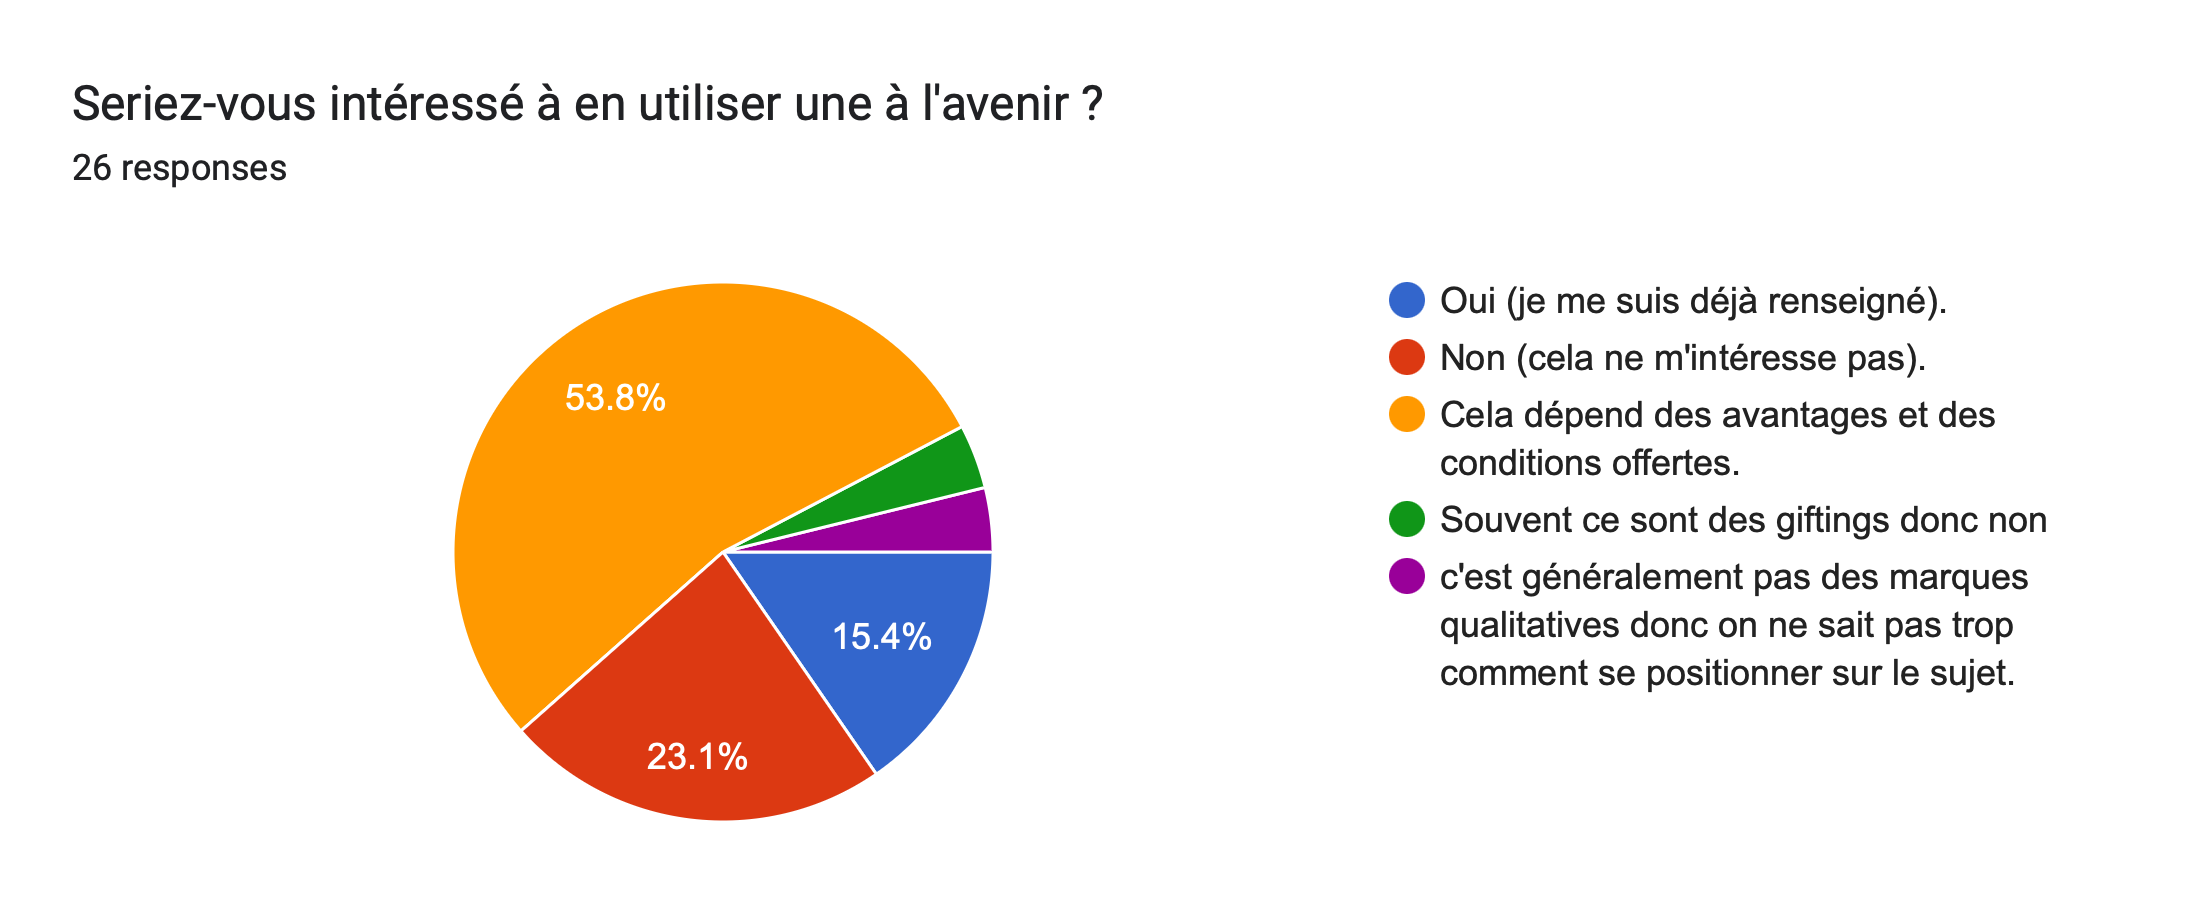 Seriez-vous intéressé à en utiliser une à l'avenir ?
26 responses
53.8%
15.4%
23.1%
Oui (je me suis déjà renseigné).
Non (cela ne m'intéresse pas).
Cela dépend des avantages et des
conditions offertes.
Souvent ce sont des giftings donc non
c'est généralement pas des marques
qualitatives donc on ne sait pas trop
comment se positionner sur le sujet.